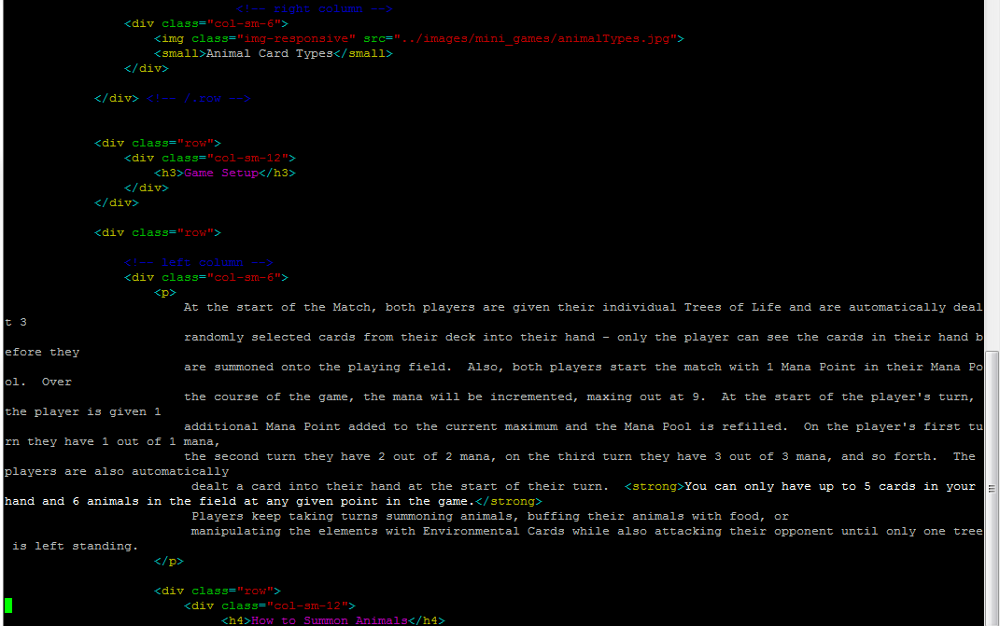 <!-- right column -->
<div class="col-sm-6">
<img class="img-responsive" src="../images/mini_games/animalTypes.jpg">
<small>Animal Card Types</small>
</div>
</div> <!-- /.row -->
<div class="row">
<div class="col-sm-12">
<h3>Game Setup</h3>
</div>
</div>
<div class="row">
<!-- left column -->
<div class="col-sm-6">
<p>
At the start of the Match, both players are given their individual Trees of Life and are automatically deal
t 3
randomly selected cards from their deck into their hand - only the player can see the cards in their hand b
efore they
are summoned onto the playing field.  Also, both players start the match with 1 Mana Point in their Mana Po
ol.  Over
the course of the game, the mana will be incremented, maxing out at 9.  At the start of the player's turn,
the player is given 1
additional Mana Point added to the current maximum and the Mana Pool is refilled.  On the player's first tu
rn they have 1 out of 1 mana,
the second turn they have 2 out of 2 mana, on the third turn they have 3 out of 3 mana, and so forth.  The
players are also automatically
dealt a card into their hand at the start of their turn.  <strong>You can only have up to 5 cards in your
hand and 6 animals in the field at any given point in the game.</strong>
Players keep taking turns summoning animals, buffing their animals with food, or
manipulating the elements with Environmental Cards while also attacking their opponent until only one tree
is left standing.
</p>
<div class="row">
<div class="col-sm-12">
<h4>How to Summon Animals</h4>